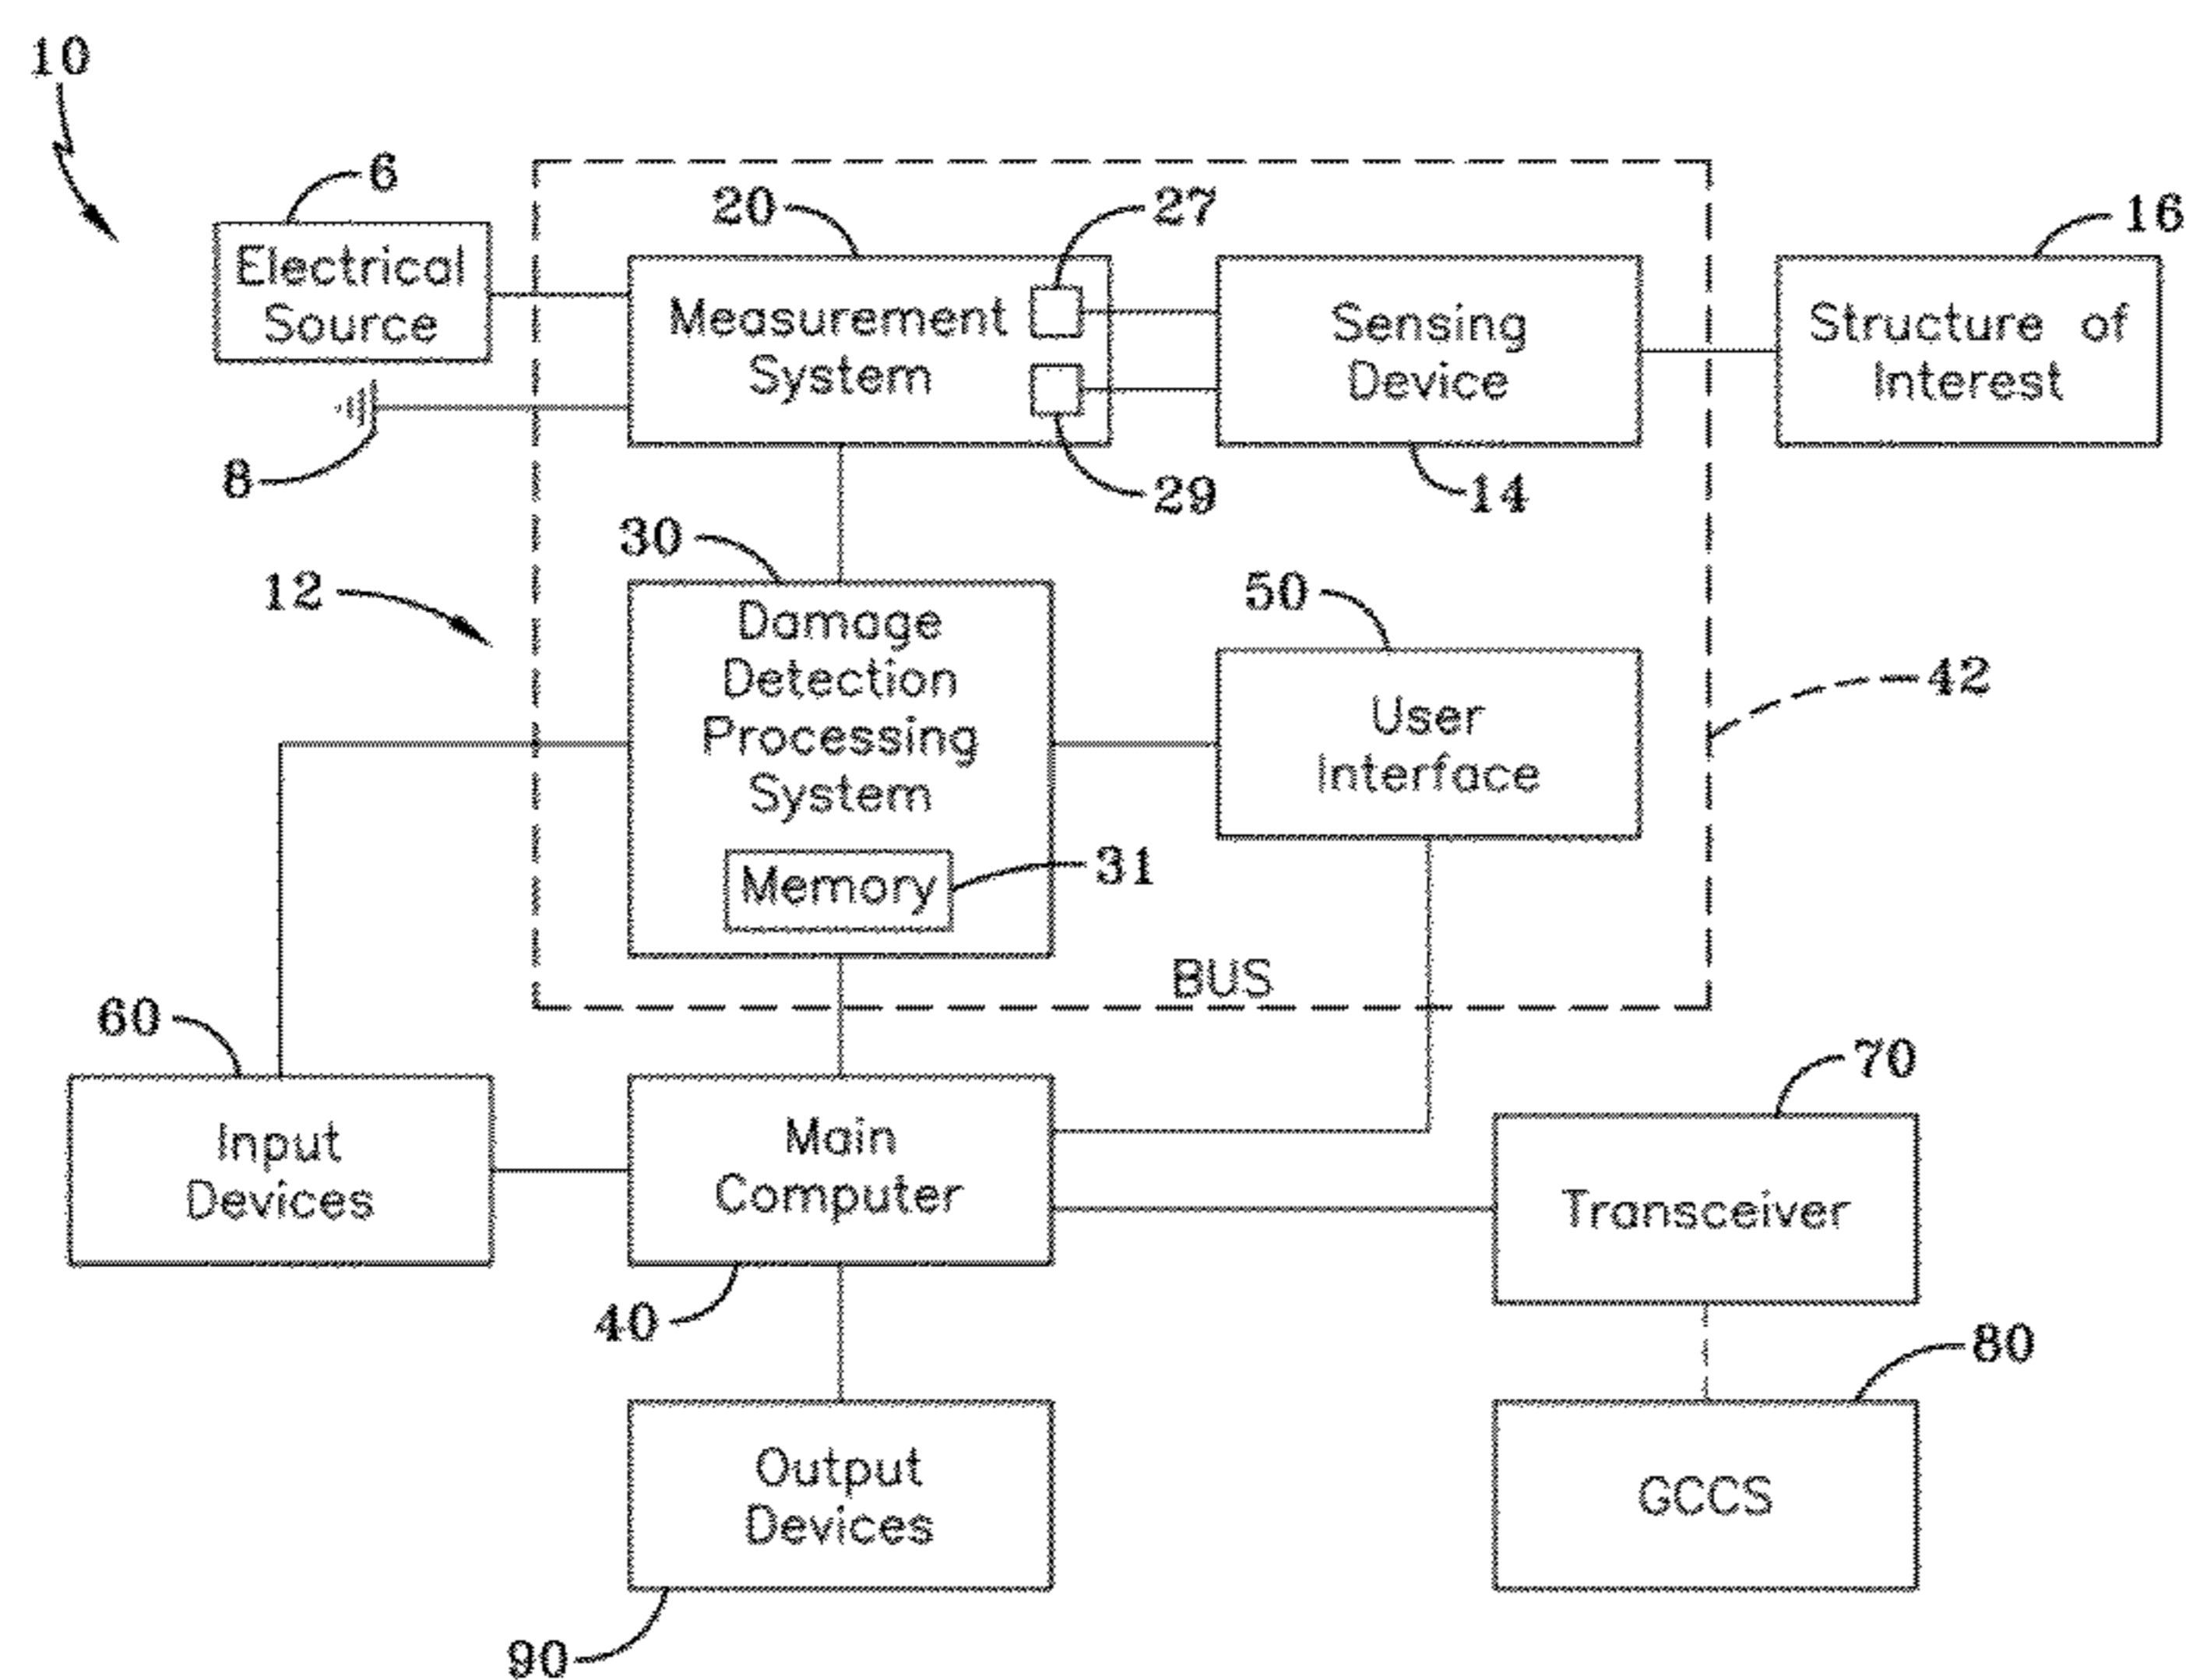 10
6
20
27
16
Electrical
Source
Measurement
System
Sensing
Device
Structure of
Interest
8
29
14
30
12
50
Damage
Detection
Processing
System
User
Interface
42
Memory
31
BUS
60
70
Input
Devices
Main
Computer
Transceiver
40
80
Output
Devices
GCCS
90